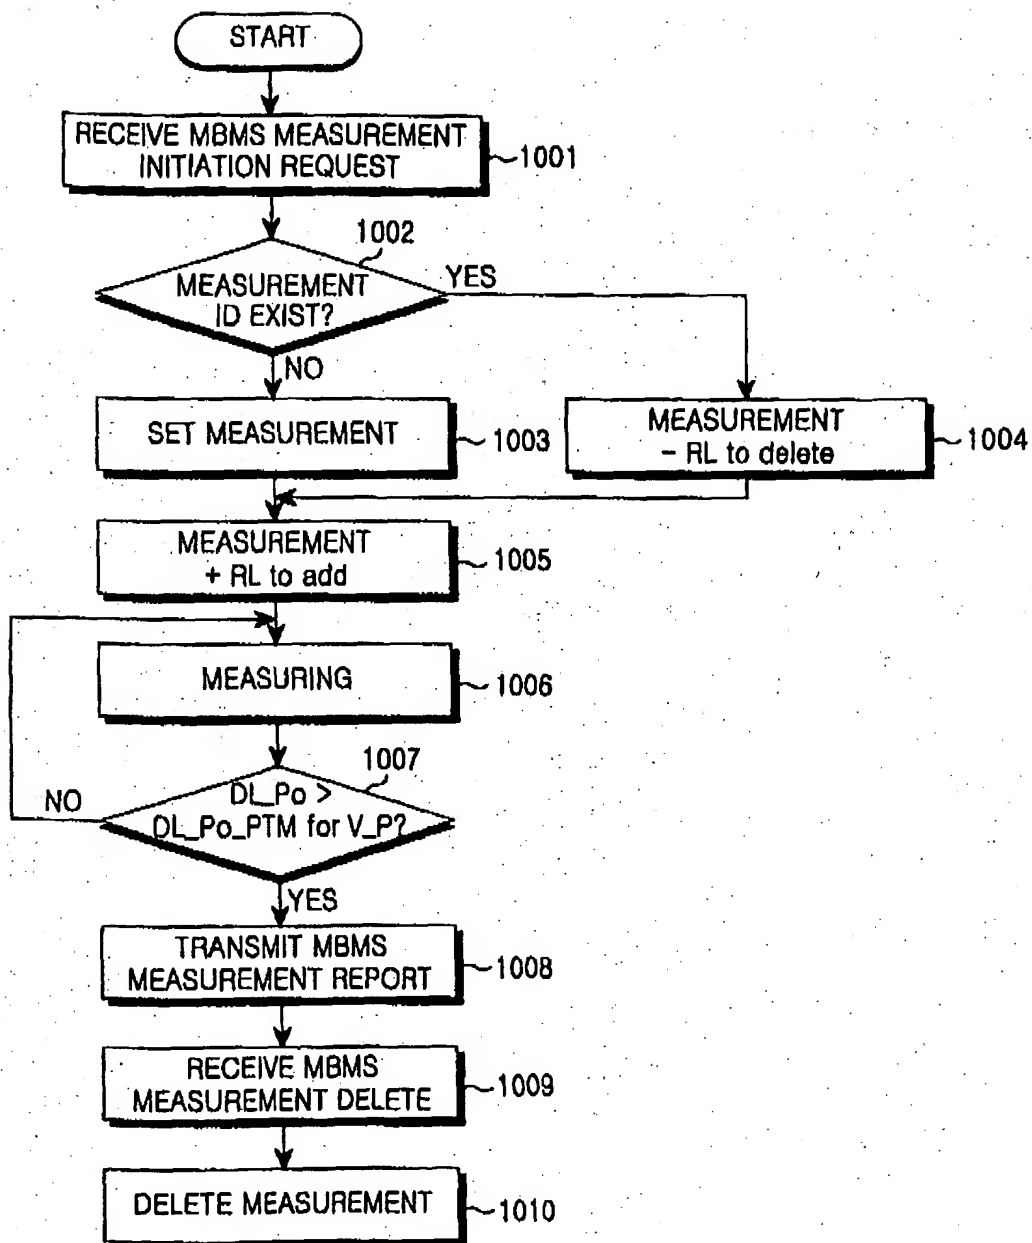 START
RECEIVE MBMS MEASUREMENT
INITIATION REQUEST
1001
1002
MEASUREMENT
ID EXIST?
YES
NO
SET MEASUREMENT
1003
MEASUREMENT
– RL to delete
1004
MEASUREMENT
+ RL to add
1005
MEASURING
1006
1007
DL_Po >
DL_Po_PTM for V_P?
NO
YES
TRANSMIT MBMS
MEASUREMENT REPORT
1008
RECEIVE MBMS
MEASUREMENT DELETE
1009
DELETE MEASUREMENT
1010